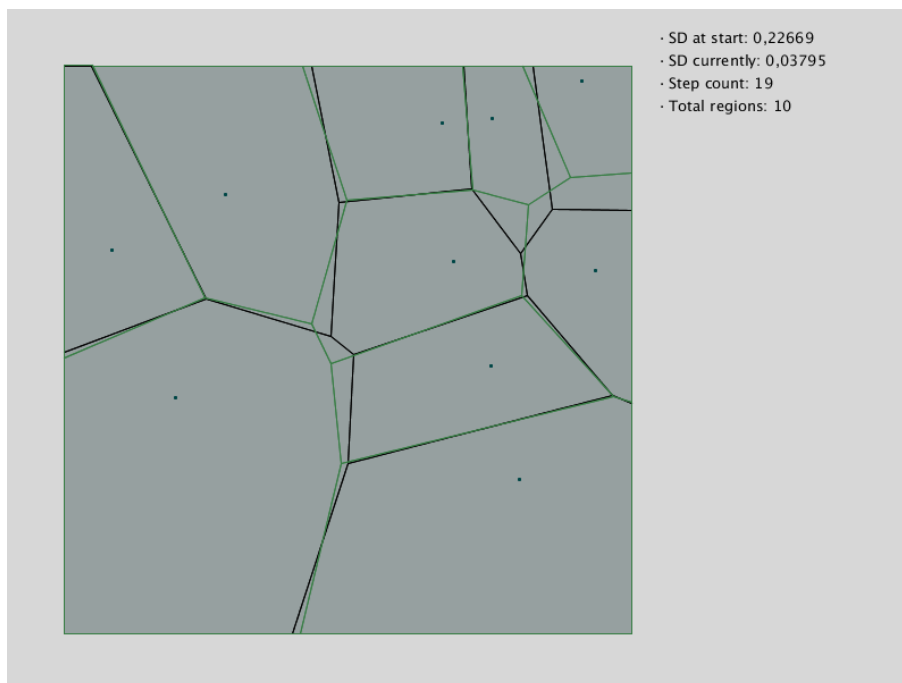 · SD at start: 0,22669
· SD currently: 0,03795
· Step count: 19
· Total regions: 10